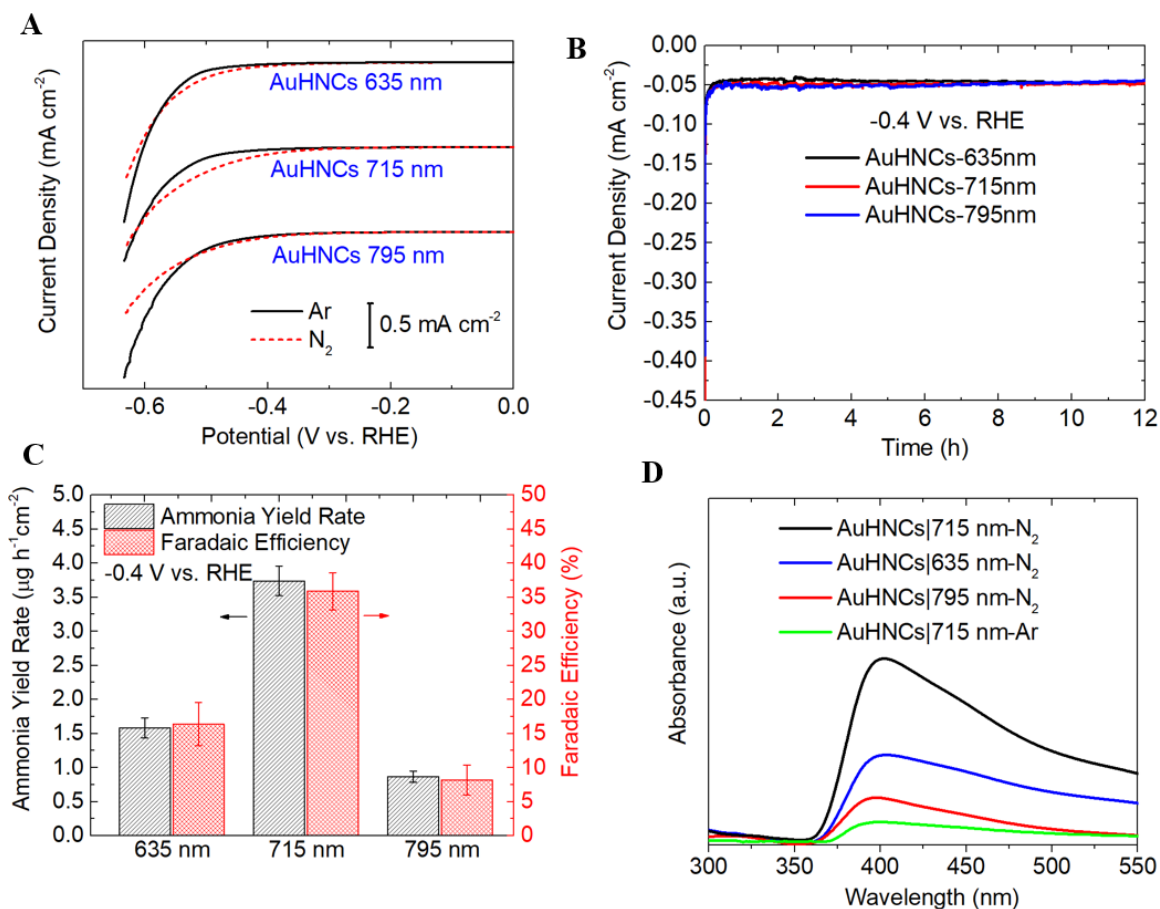 A
Current Density (mA cm-2)
AuHNCs 635 nm
AuHNCs 715 nm
AuHNCs 795 nm
Ar
N2
0.5 mA cm-2
-0.6 -0.4 -0.2 0.0
Potential (V vs. RHE)
B
Current Density (mA cm-2)
0.00
-0.05
-0.10
-0.15
-0.20
-0.25
-0.30
-0.35
-0.40
-0.45
-0.4 V vs. RHE
AuHNCs-635nm
AuHNCs-715nm
AuHNCs-795nm
0 2 4 6 8 10 12
Time (h)
C
Ammonia Yield Rate (μg h-1cm-2)
5.0
4.5
4.0
3.5
3.0
2.5
2.0
1.5
1.0
0.5
0.0
Ammonia Yield Rate
Faradaic Efficiency
-0.4 V vs. RHE
50
45
40
35
30
25
20
15
10
5
0
Faradaic Efficiency (%)
635 nm 715 nm 795 nm
D
Absorbance (a.u.)
AuHNCs|715 nm-N2
AuHNCs|635 nm-N2
AuHNCs|795 nm-N2
AuHNCs|715 nm-Ar
300 350 400 450 500 550
Wavelength (nm)